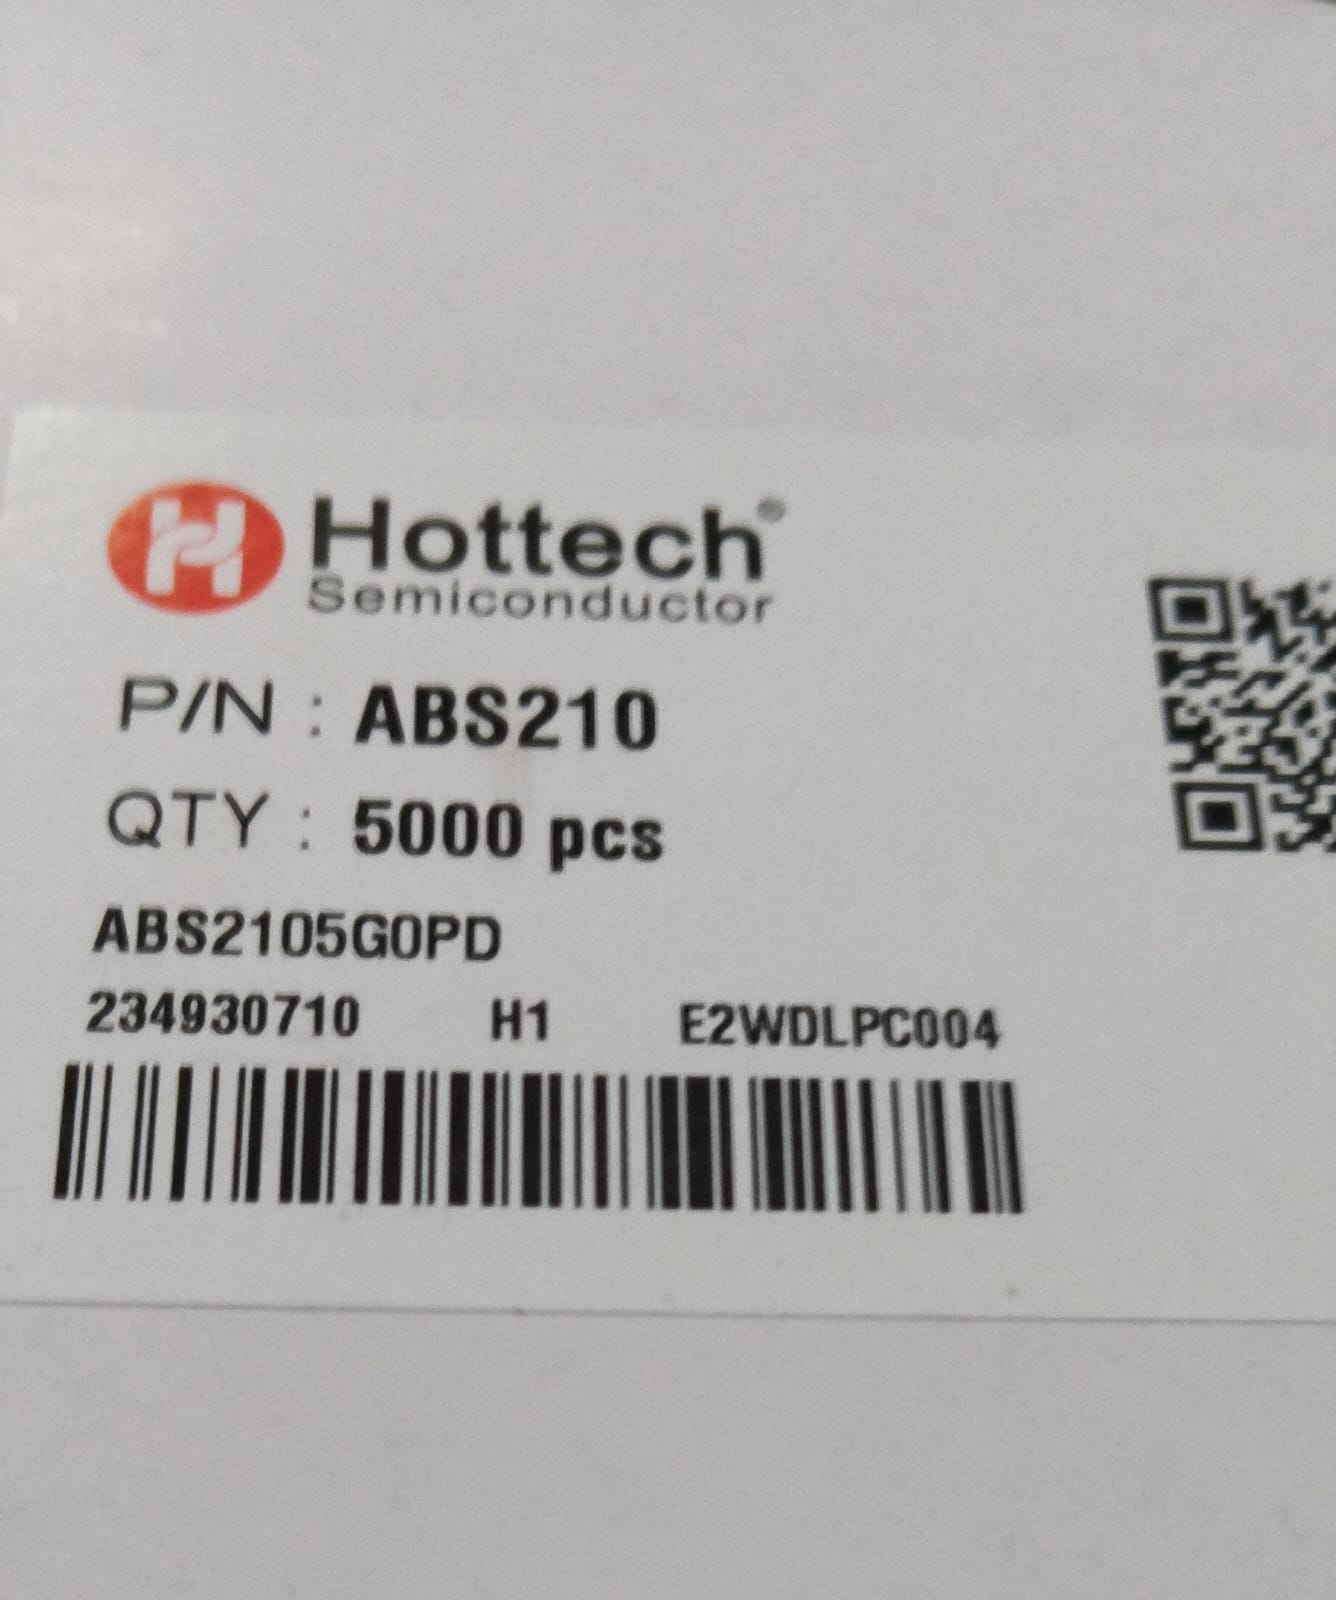 Hottech®
Semiconductor
P/N : ABS210
QTY : 5000 pcs
ABS2105G0PD
234930710 H1 E2WDLPC004